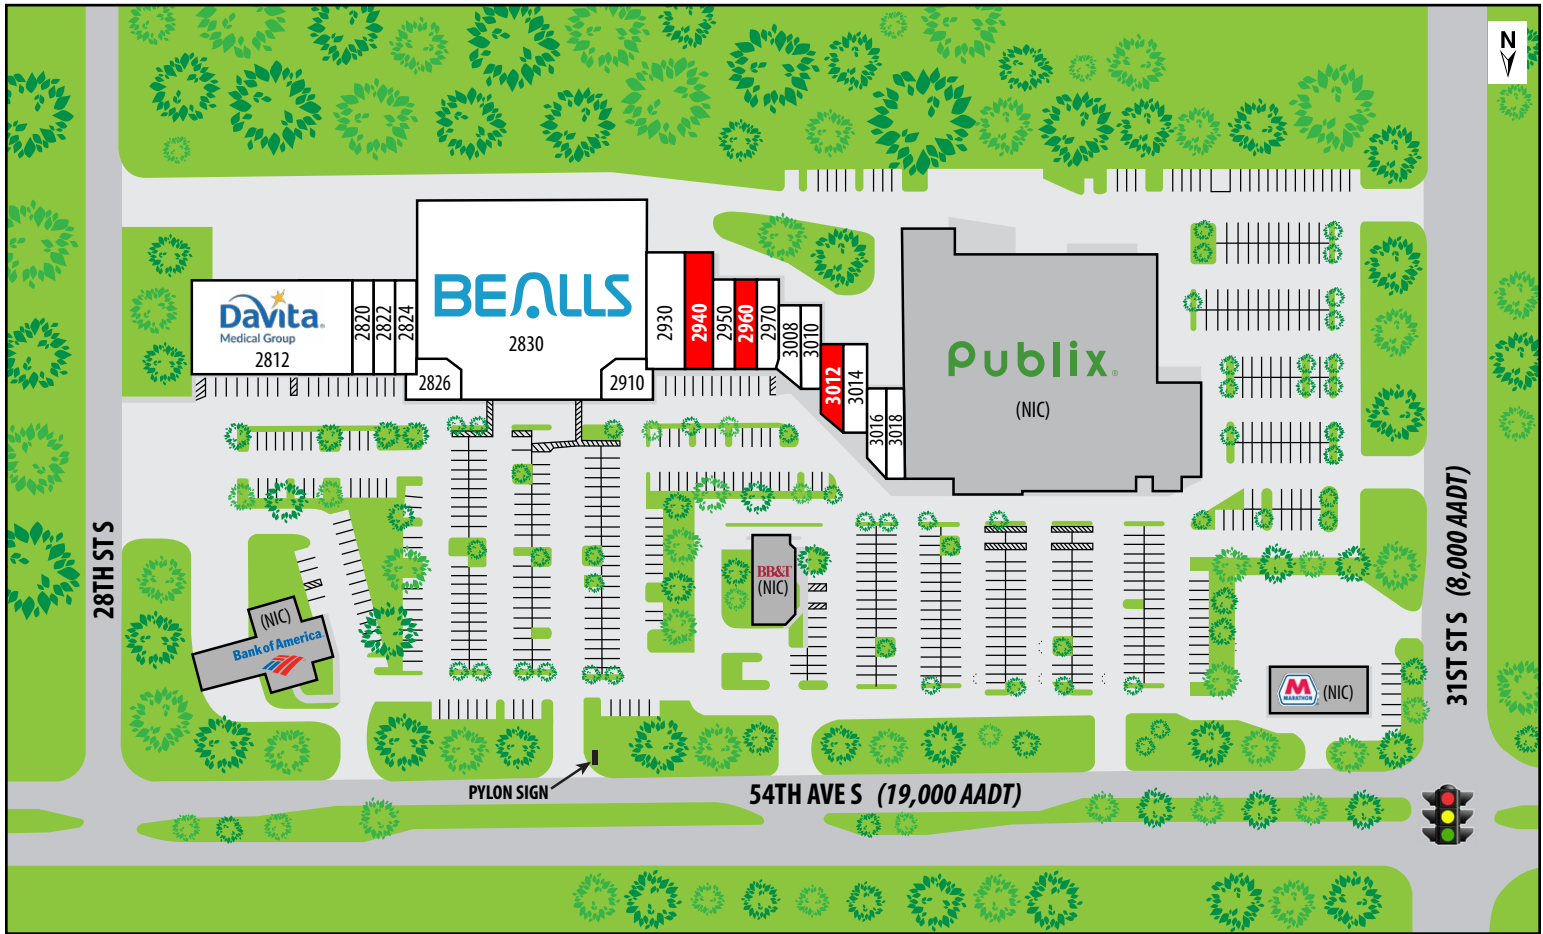 N
DaVita.
Medical Group
2812
2820
2822
2824
BEALLS
2830
2826
2910
2930
2940
2950
2960
2970
3008
3010
3012
3014
3016
3018
Publix.
(NIC)
28TH ST S
31ST ST S (8,000 AADT)
BB&T
(NIC)
(NIC)
Bank of America
M
MARATHON
(NIC)
PYLON SIGN
54TH AVE S (19,000 AADT)